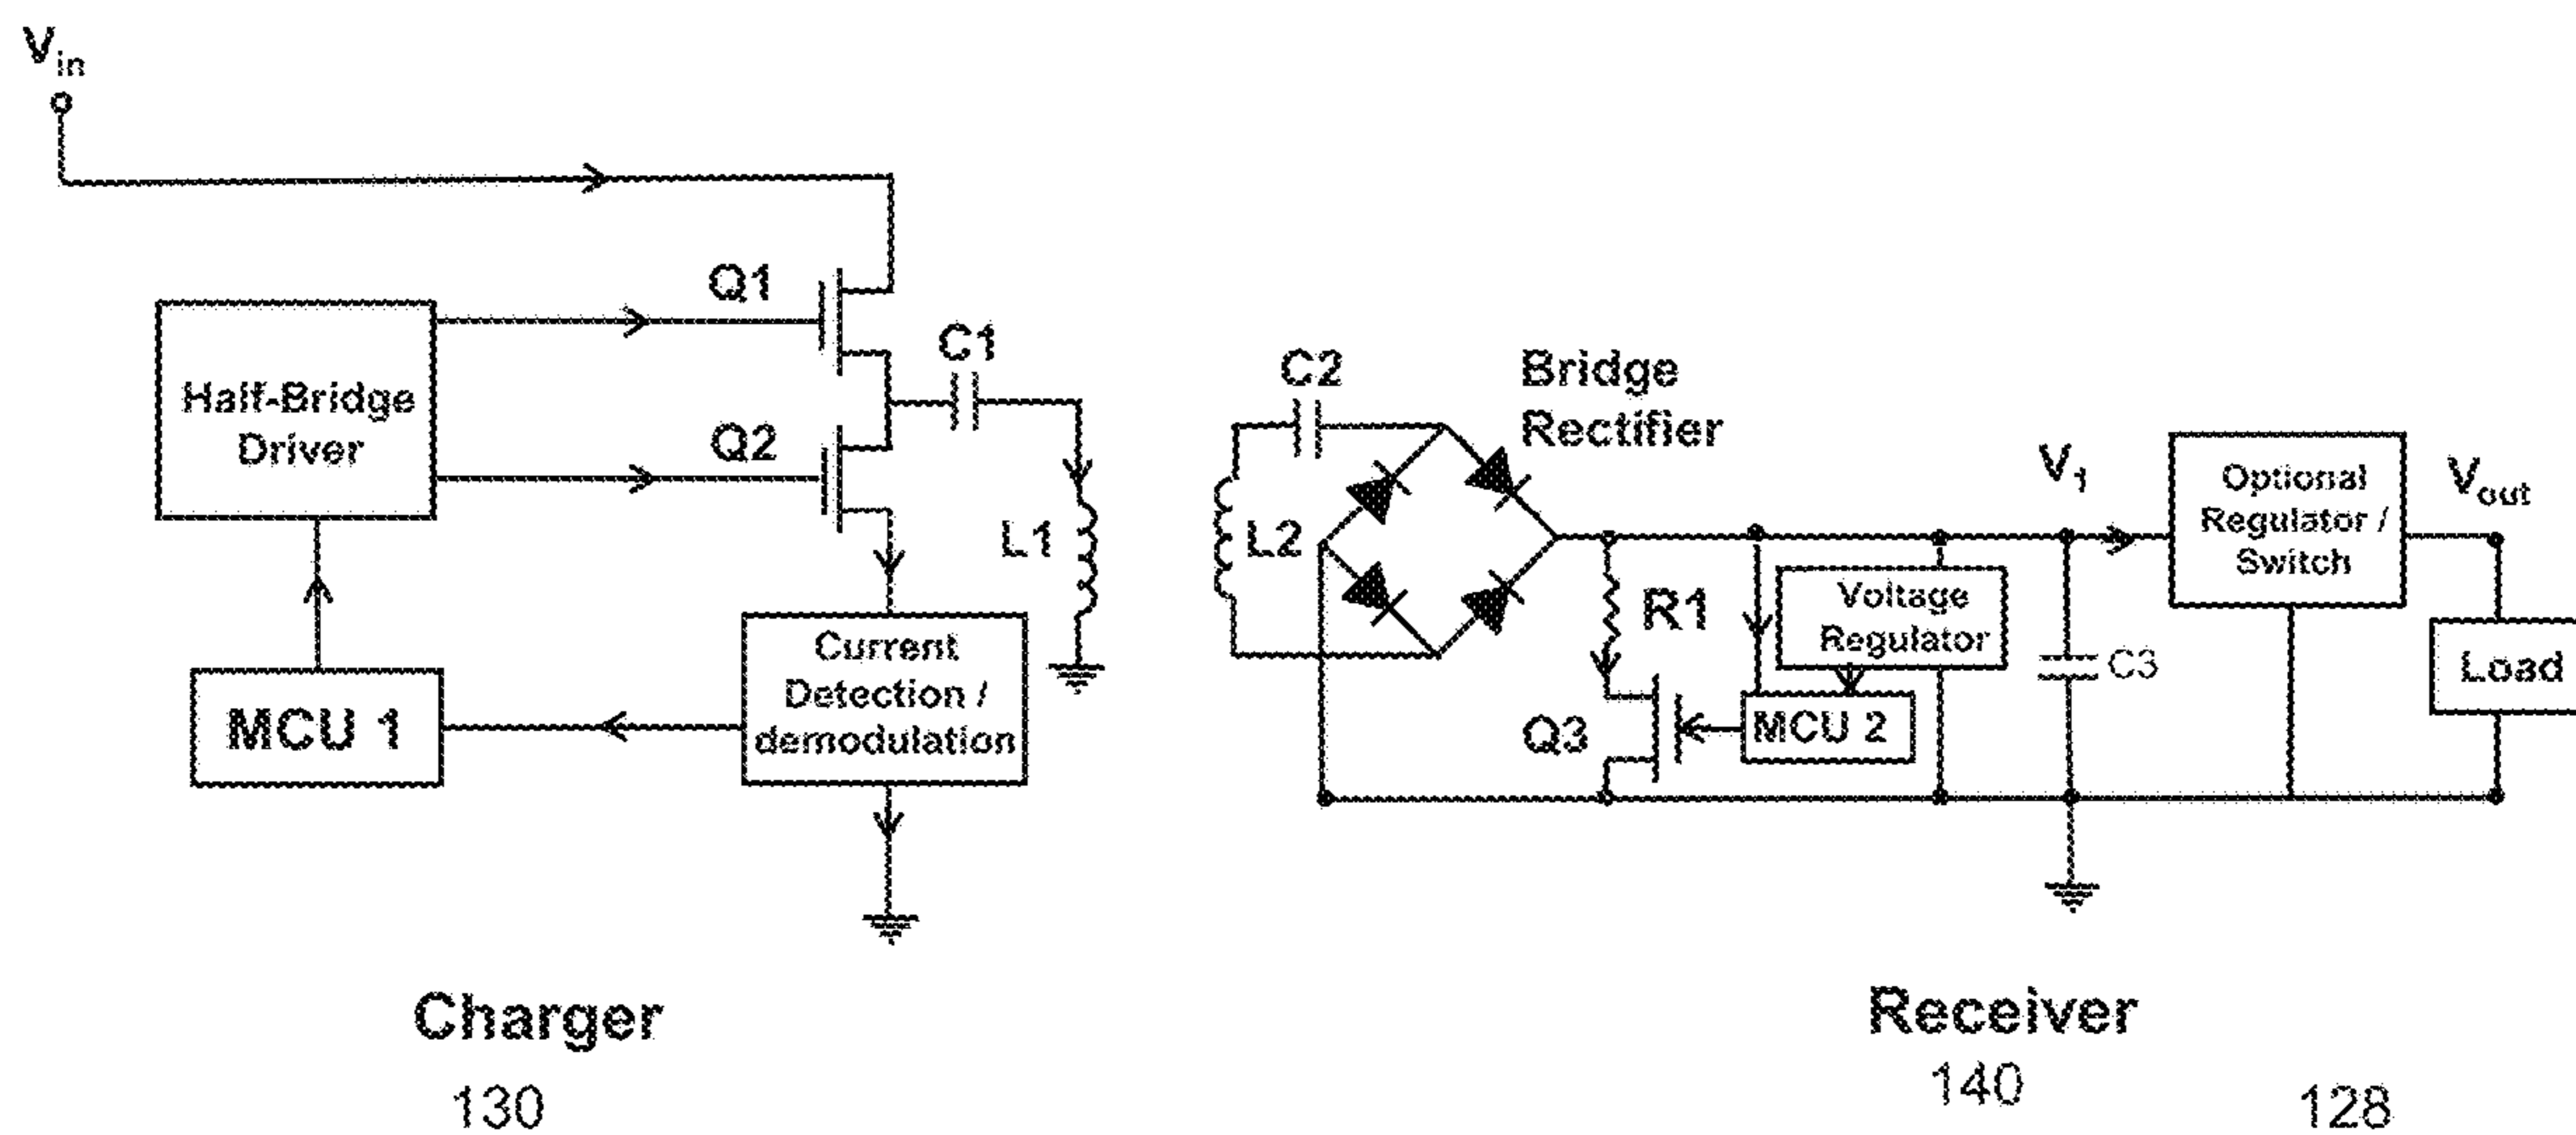 Vin
Q1
Half-Bridge
Driver
Q2
C1
L1
Current
Detection /
demodulation
MCU 1
Charger
130
C2
Bridge
Rectifier
L2
R1
Q3
Voltage
Regulator
MCU 2
V1
C3
Optional
Regulator /
Switch
Vout
Load
Receiver
140
128